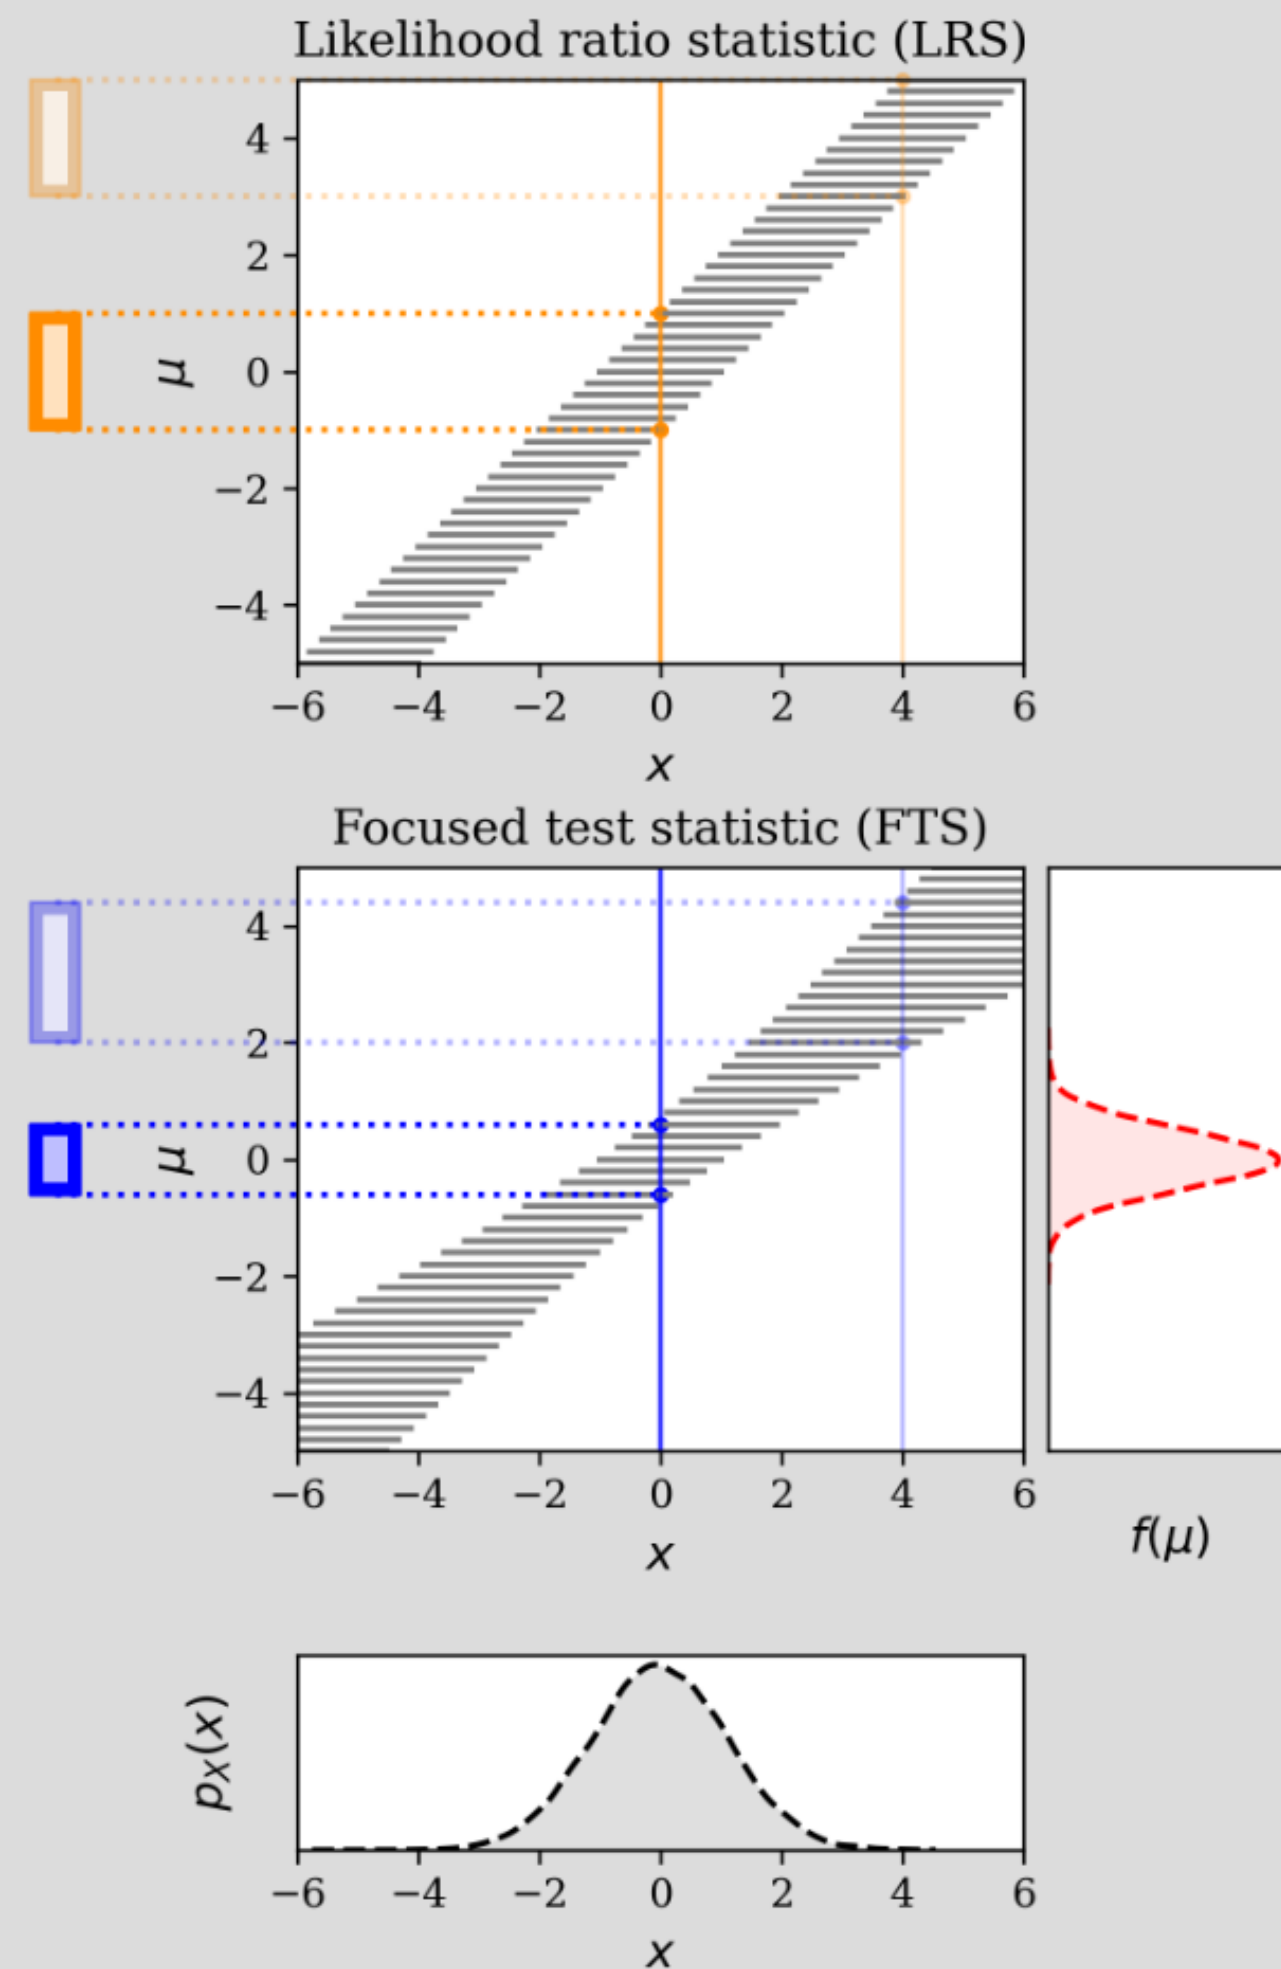 Likelihood ratio statistic (LRS)
4
2
μ
0
−2
−4
−6 −4 −2 0 2 4 6
x
Focused test statistic (FTS)
4
2
μ
0
−2
−4
−6 −4 −2 0 2 4 6
x
f(μ)
p_X(x)
−6 −4 −2 0 2 4 6
x